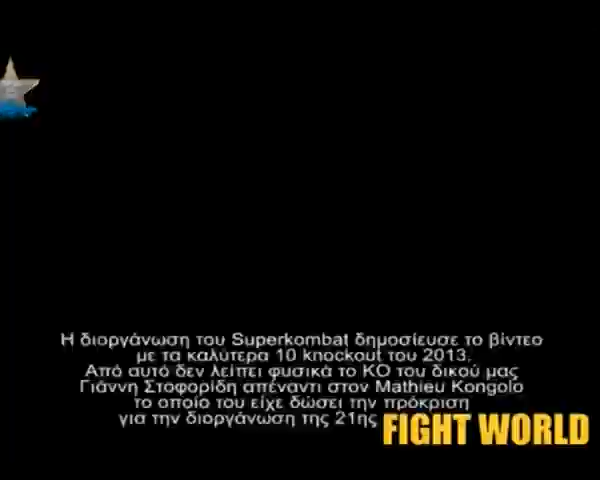 Η διοργάνωση του Superkombat δημοσίευσε το βίντεο
με τα καλύτερα 10 knockout του 2013.
Από αυτό δεν λείπει φυσικά το ΚΟ του δικού μας
Γιάννη Στοφορίδη απέναντι στον Mathieu Kongolo
το οποίο του είχε δώσει την πρόκριση
για την διοργάνωση της 21ης
FIGHT WORLD